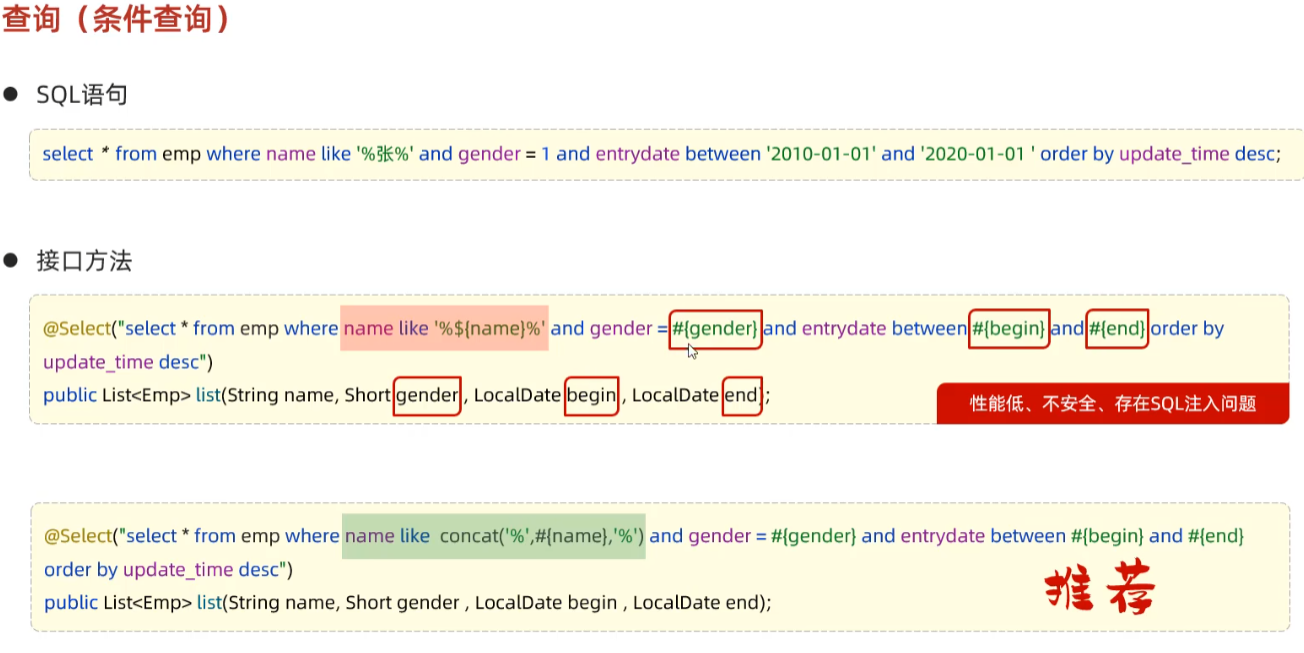 查询（条件查询）
SQL语句
select * from emp where name like '%张%' and gender = 1 and entrydate between '2010-01-01' and '2020-01-01 ' order by update_time desc;
接口方法
@Select("select * from emp where name like '%${name}%' and gender = #{gender} and entrydate between #{begin} and #{end} order by
update_time desc")
public List<Emp> list(String name, Short gender , LocalDate begin , LocalDate end);
性能低、不安全、存在SQL注入问题
@Select("select * from emp where name like  concat('%',#{name},'%') and gender = #{gender} and entrydate between #{begin} and #{end}
order by update_time desc")
public List<Emp> list(String name, Short gender , LocalDate begin , LocalDate end);
推荐